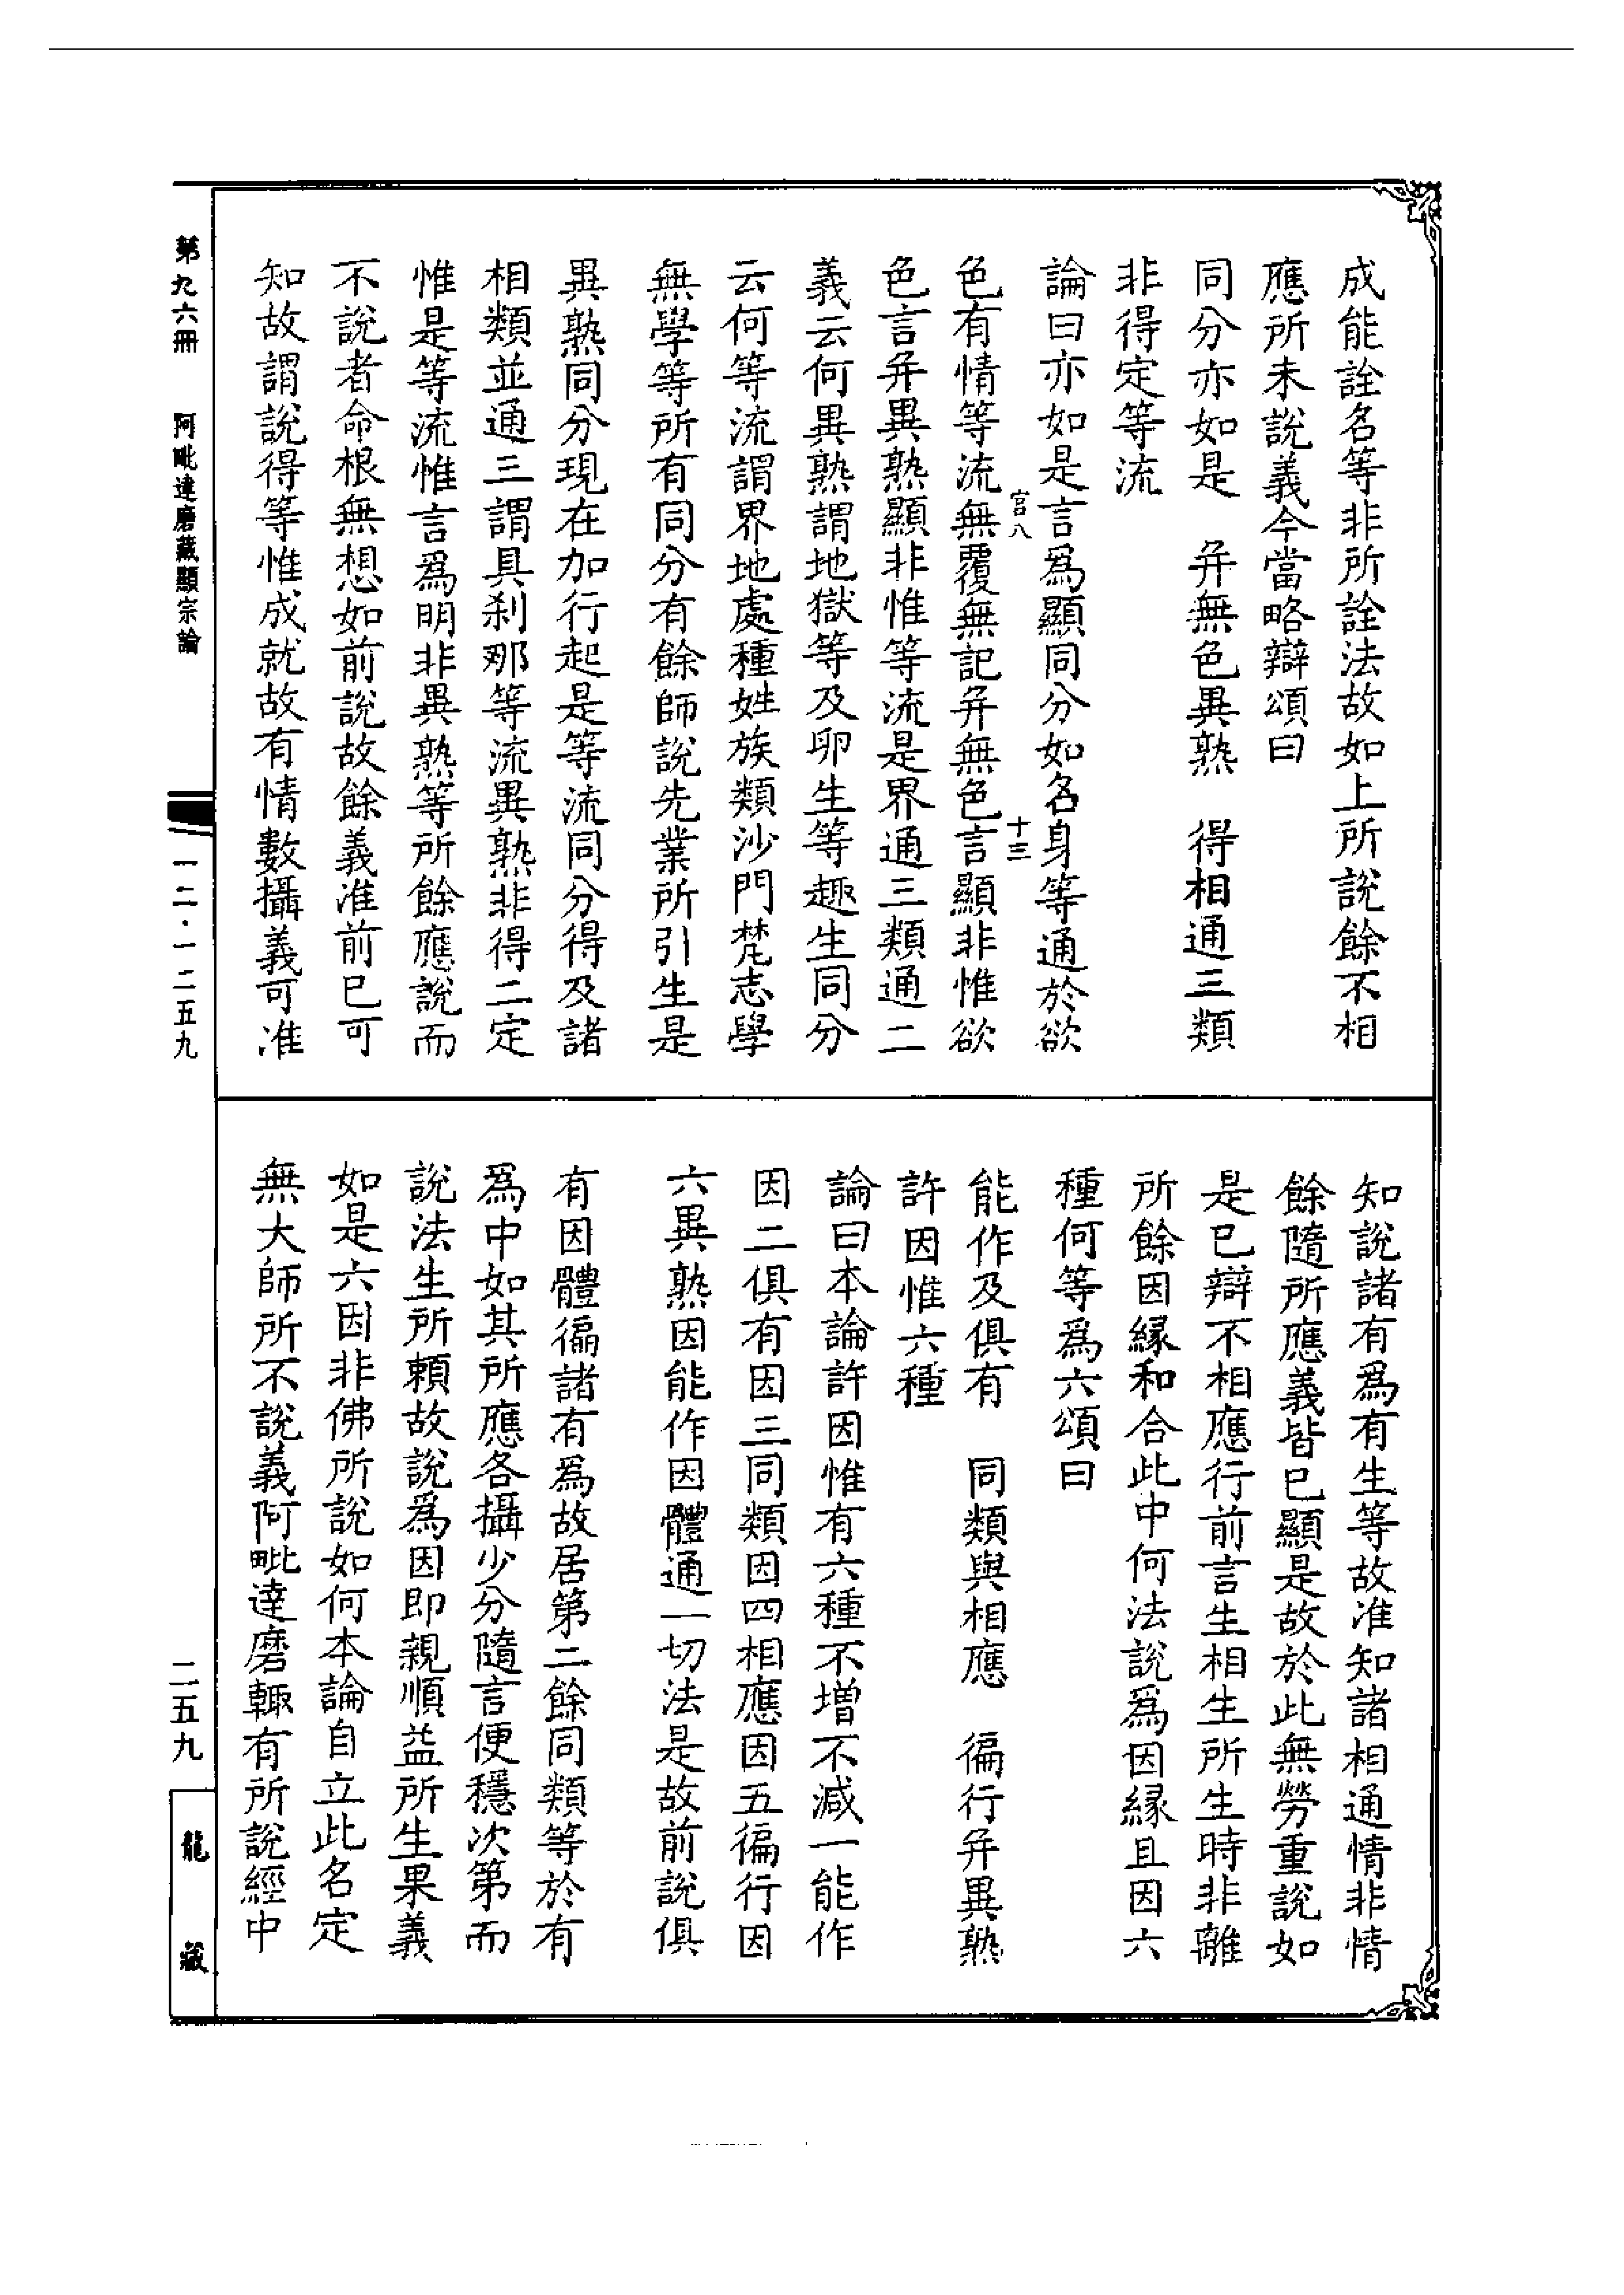 成能詮名等非所詮法故如上所說餘不相
應所未說義今當略辯頌曰
同分亦如是　并無色異熟　得相通三類
非得定等流
論曰亦如是言爲顯同分如名身等通於欲
宫八　十三
色有情等流無覆無記并無色言顯非惟欲
色言并異熟顯非惟等流是界通三類通二
義云何異熟謂地獄等及卵生等趣生同分
云何等流謂界地處種姓族類沙門梵志學
無學等所有同分有餘師說先業所引生是
異熟同分現在加行起是等流同分得及諸
相類並通三謂具刹那等流異熟非得二定
惟是等流惟言爲明非異熟等所餘應說而
不說者命根無想如前說故餘義准前已可
知故謂說得等惟成就故有情數攝義可准
知說諸有爲有生等故准知諸相通情非情
餘隨所應義皆已顯是故於此無勞重說如
是已辯不相應行前言生相生所生時非離
所餘因緣和合此中何法說爲因緣且因六
種何等爲六頌曰
能作及俱有　同類與相應　徧行并異熟
許因惟六種
論曰本論許因惟有六種不增不減一能作
因二俱有因三同類因四相應因五徧行因
六異熟因能作因體通一切法是故前說俱
有因體徧諸有爲故居第二餘同類等於有
爲中如其所應各攝少分隨言便穩次第而
說法生所賴故說爲因即親順益所生果義
如是六因非佛所說如何本論自立此名定
無大師所不說義阿毗達磨輙有所說經中
第九六冊　阿毗達磨藏顯宗論
一二·一二五九
二五九
龍藏